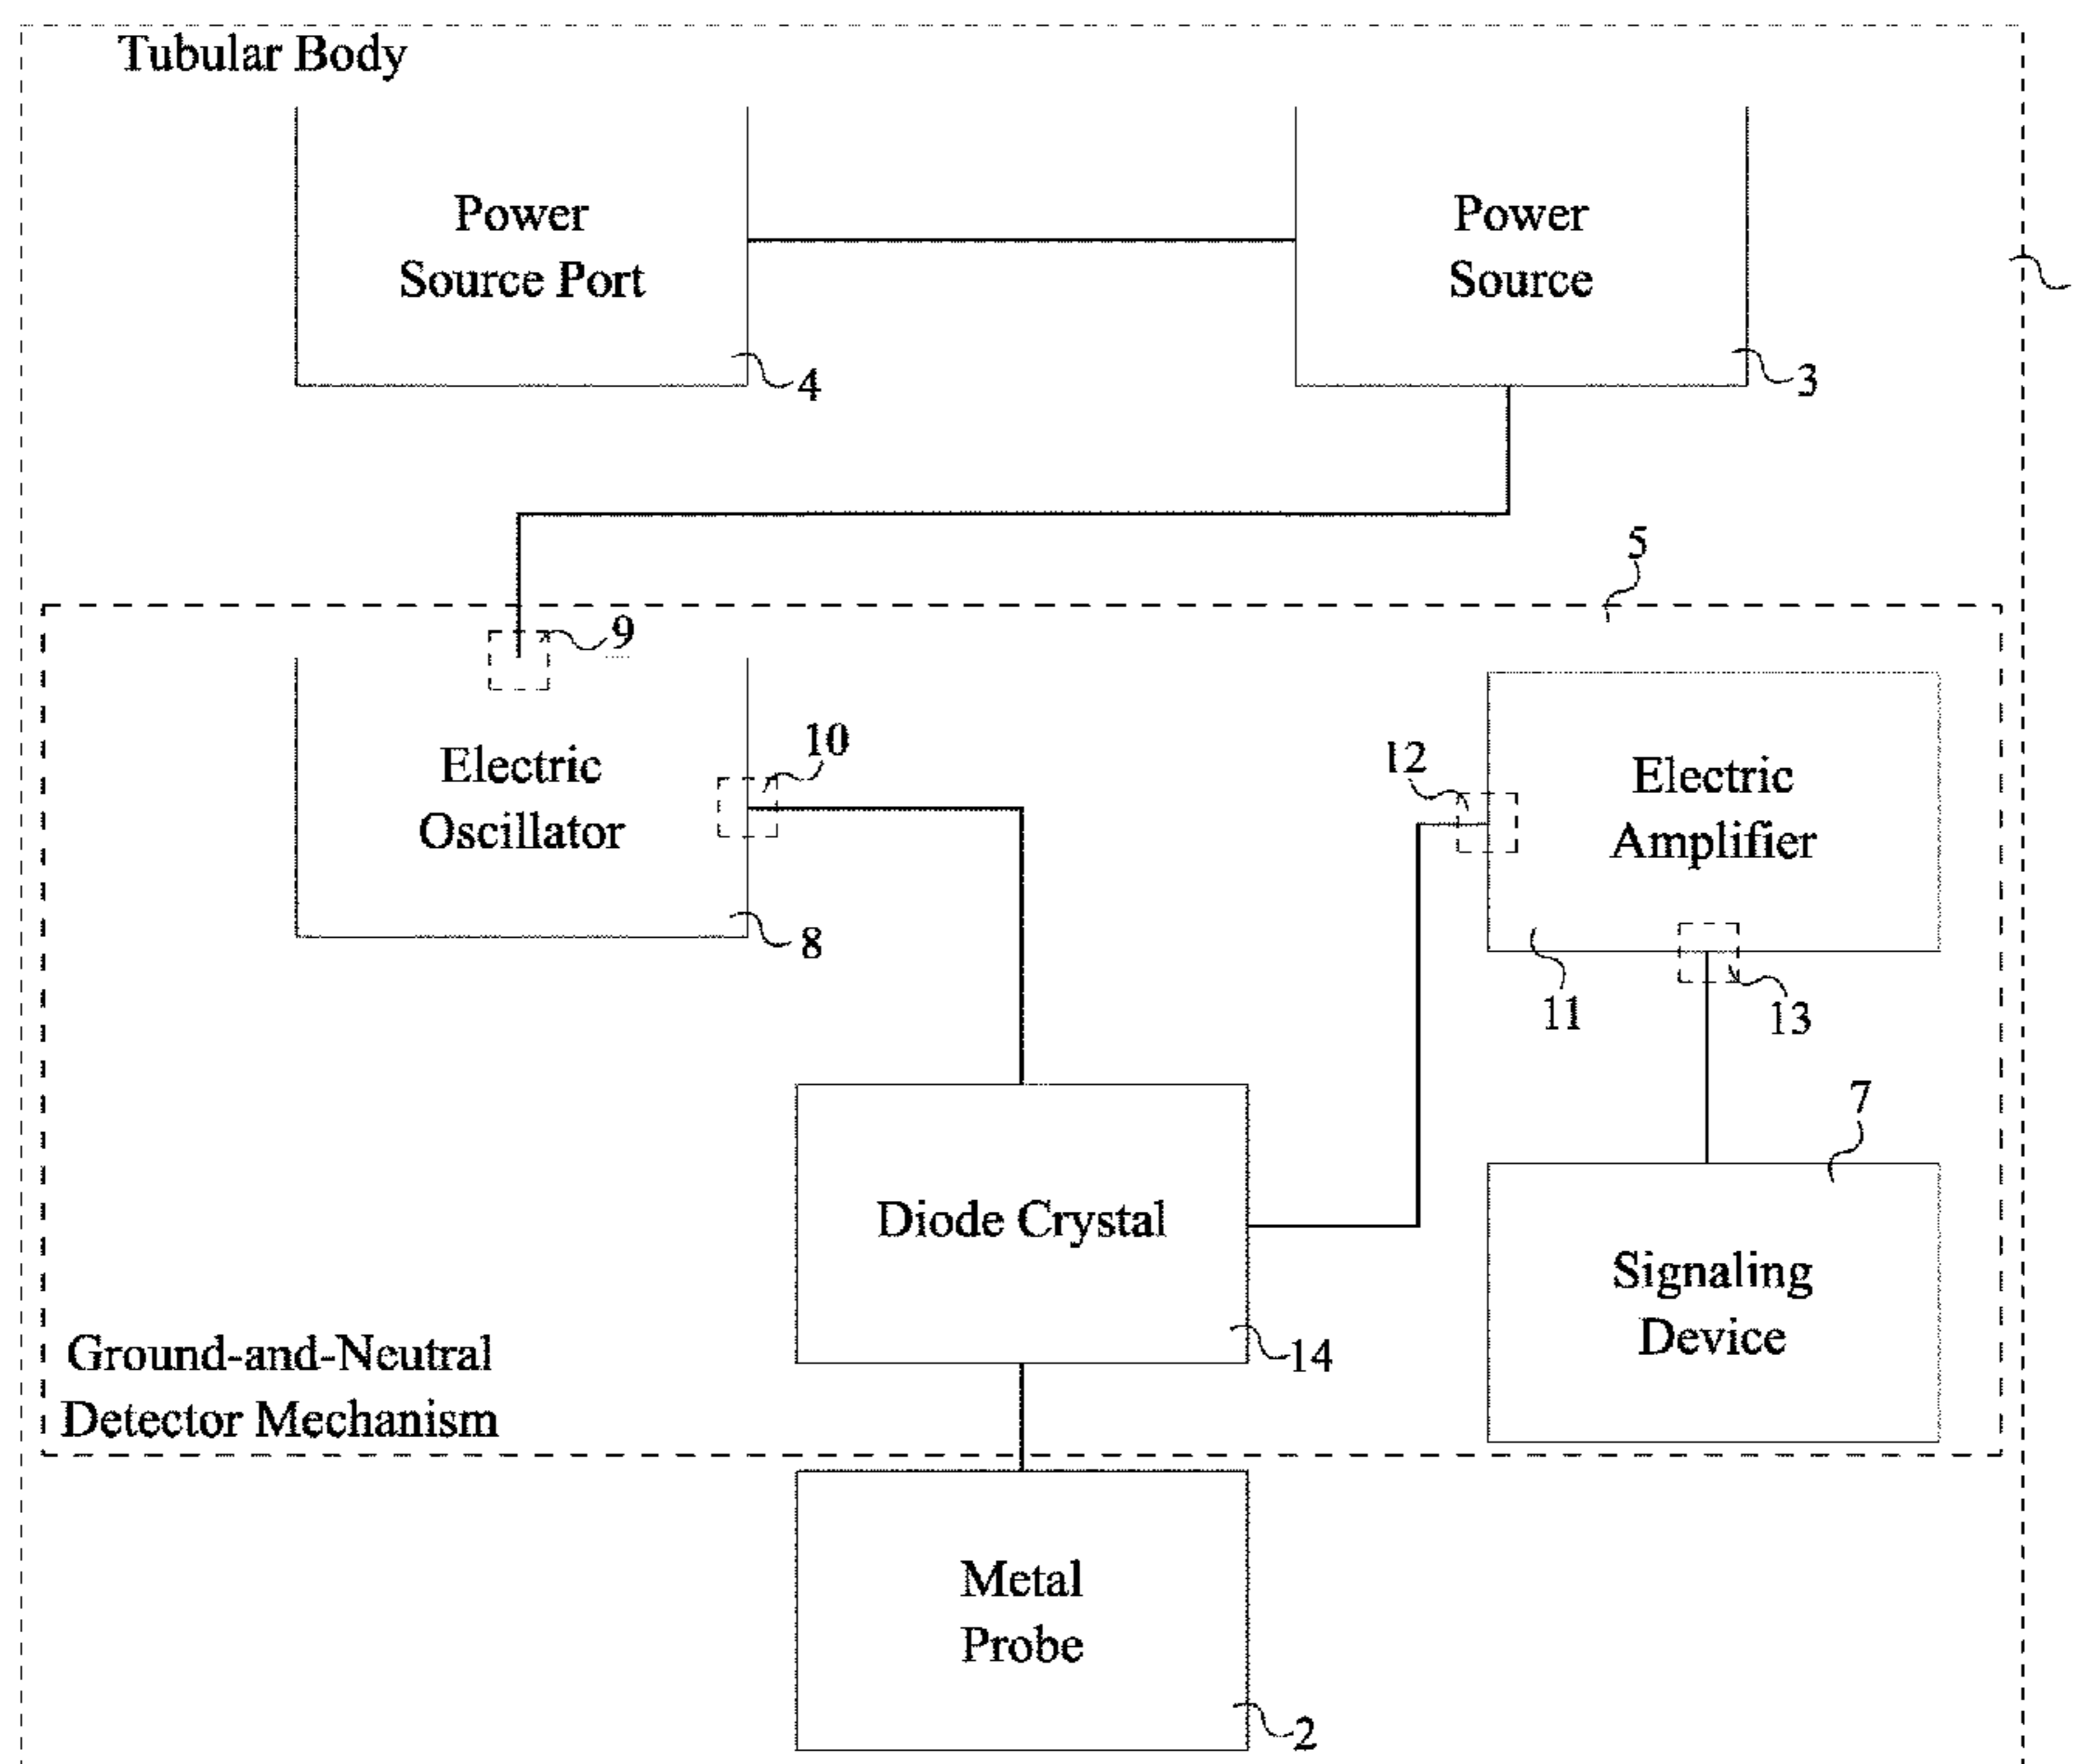 Tubular Body
Power
Source Port
4
Power
Source
3
5
9
Electric
Oscillator
10
8
12
Electric
Amplifier
11
13
7
Diode Crystal
14
Signaling
Device
Ground-and-Neutral
Detector Mechanism
Metal
Probe
2